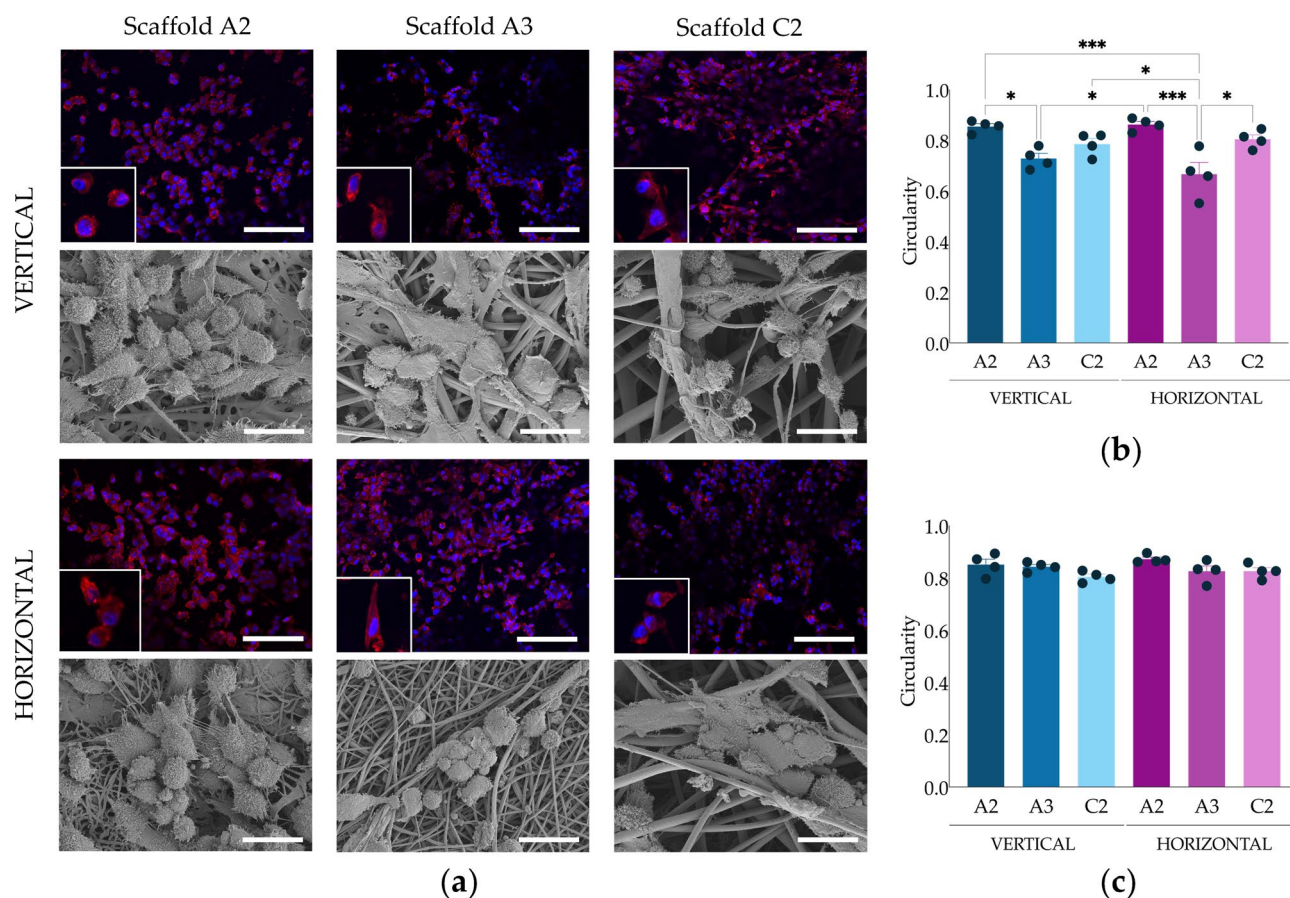 Scaffold A2 Scaffold A3 Scaffold C2
VERTICAL
HORIZONTAL
(a)
***
*
* * *** *
1.0
0.8
0.6
0.4
0.2
0.0
Circularity
A2 A3 C2 A2 A3 C2
VERTICAL HORIZONTAL
(b)
1.0
0.8
0.6
0.4
0.2
0.0
Circularity
A2 A3 C2 A2 A3 C2
VERTICAL HORIZONTAL
(c)